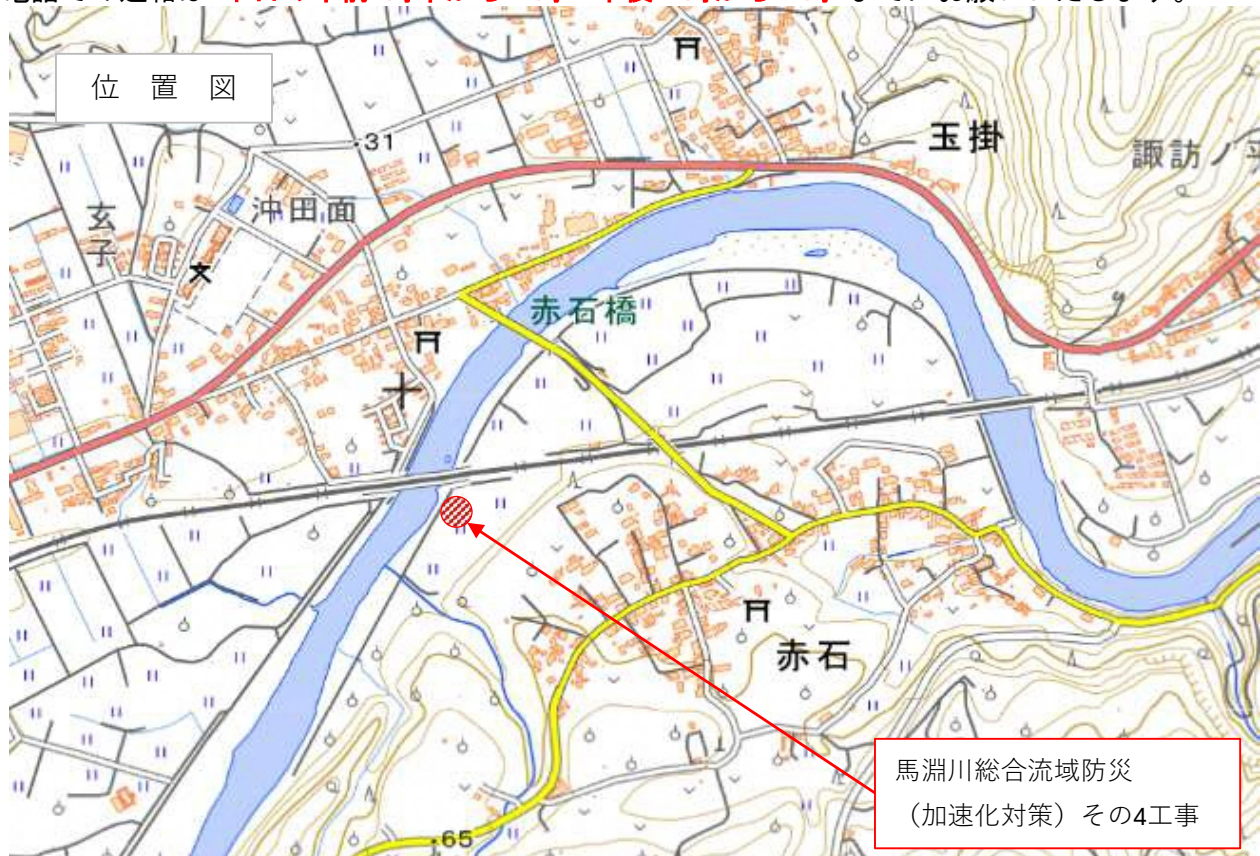 位 置 図
.31
玉掛
諏訪ノ平
玄子
沖田面
赤石橋
赤石
.65
馬淵川総合流域防災
（加速化対策）その4工事